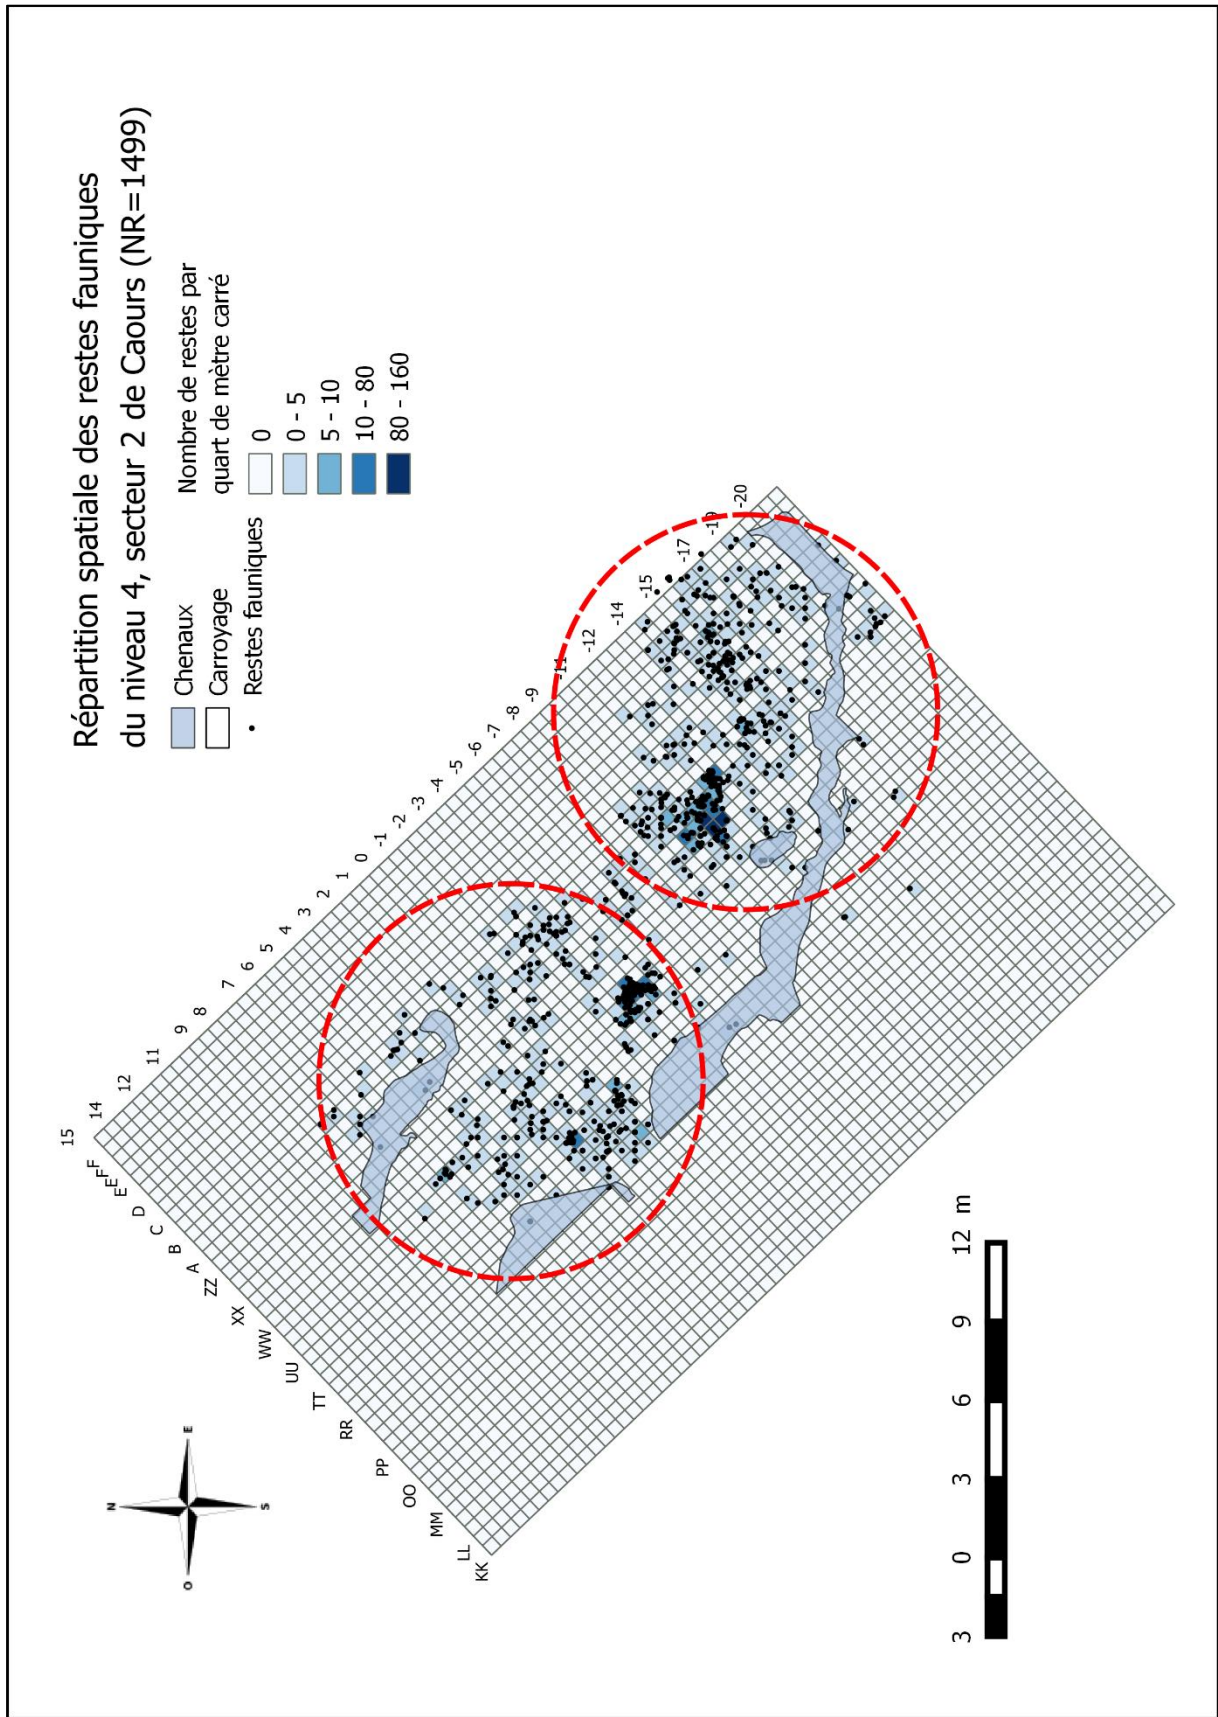 Répartition spatiale des restes fauniques
du niveau 4, secteur 2 de Caours (NR=1499)
Chenaux
Carroyage
Restes fauniques
Nombre de restes par
quart de mètre carré
0
0 - 5
5 - 10
10 - 80
80 - 160
N
O
E
S
15
14
12
11
9
8
7
6
5
4
3
2
1
0
-1
-2
-3
-4
-5
-6
-7
-8
-9
-11
-12
-14
-15
-17
-19
-20
F
F
E
E
D
C
B
A
ZZ
XX
WW
UU
TT
RR
PP
OO
MM
LL
KK
3 0 3 6 9 12 m